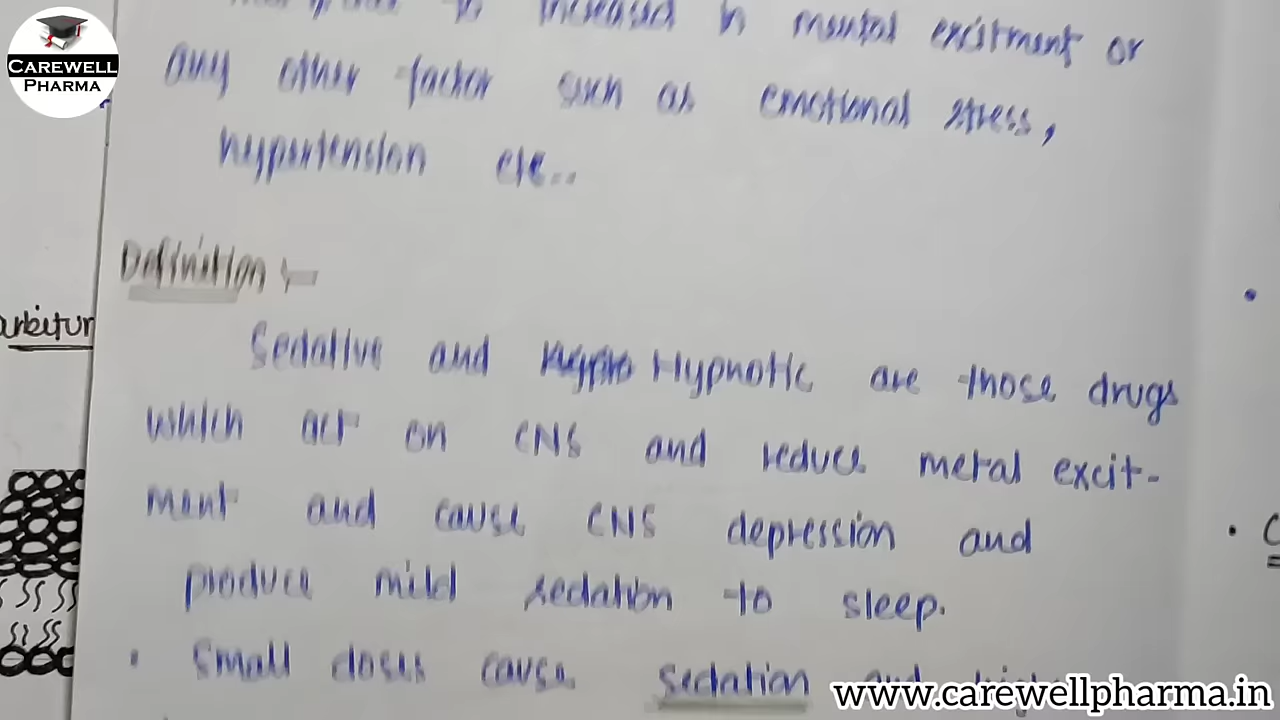 CAREWELL
PHARMA
to increased in mental excitment or
any other factor such as emotional stress,
hypertension etc..
Definition :-
Sedative and Hypnotic are those drugs
which act on CNS and reduce metal excit-
ment and cause CNS depression and
produce mild sedation to sleep.
• Small doses cause sedation and
www.carewellpharma.in